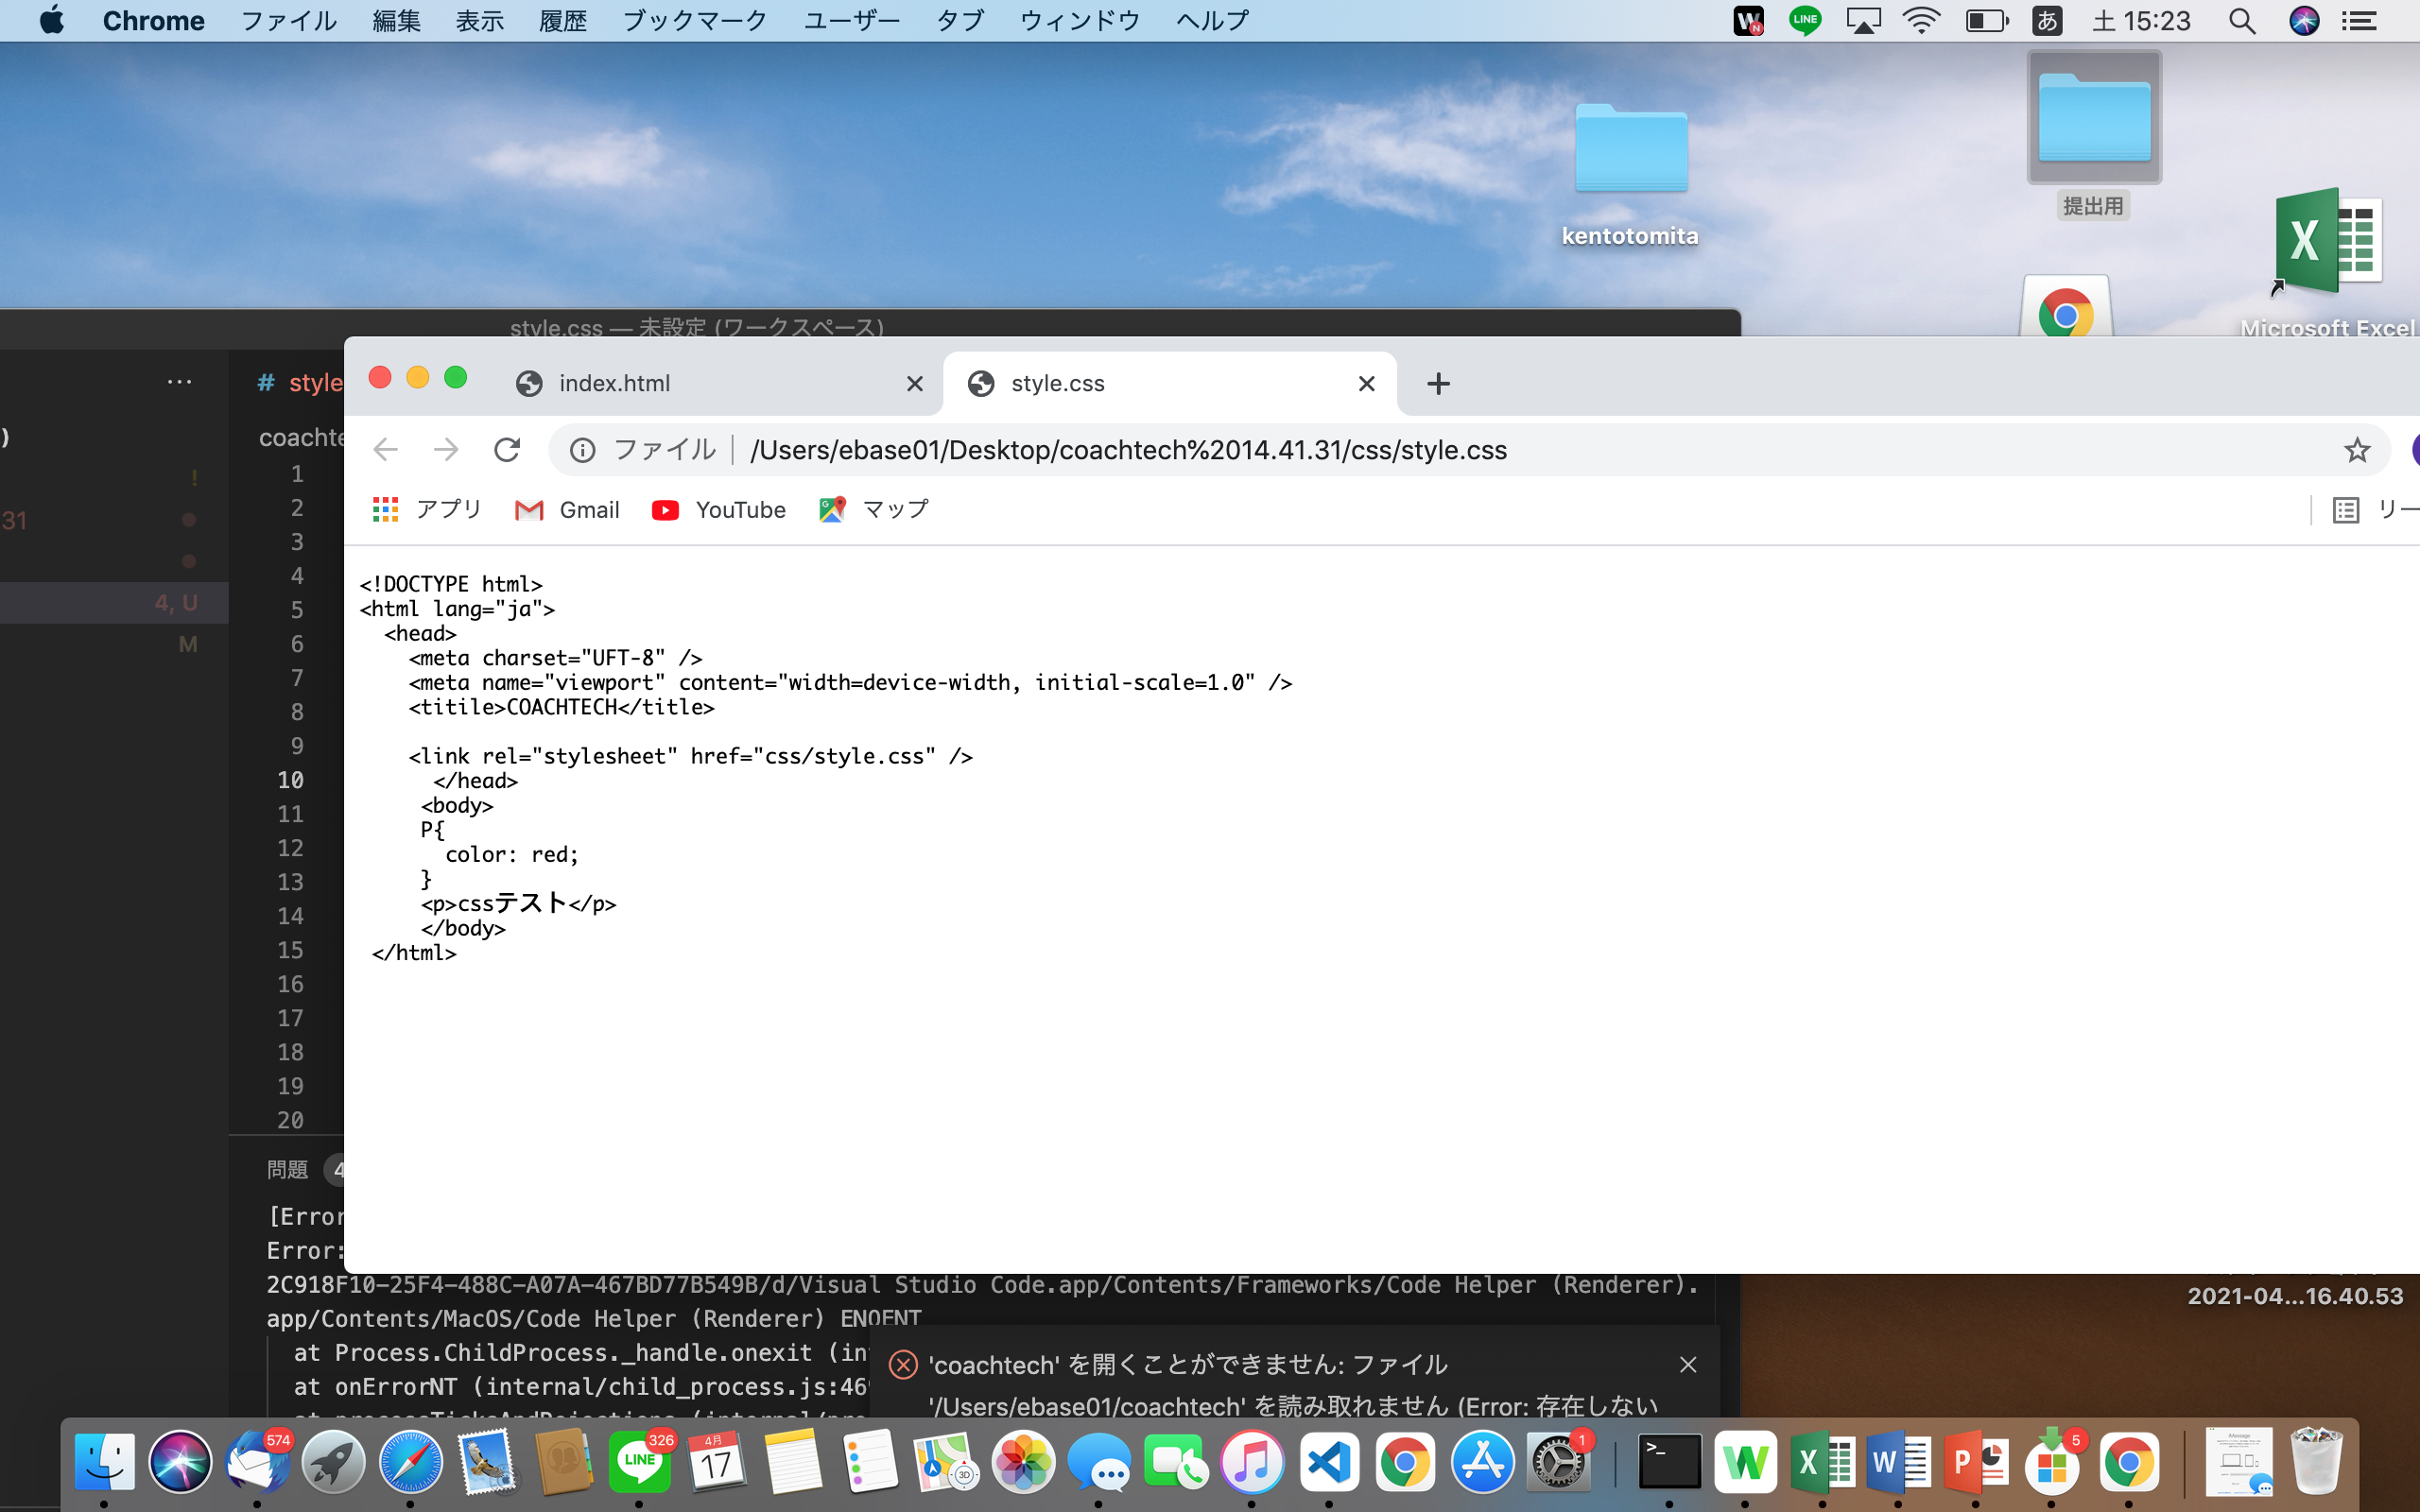 Chrome ファイル 編集 表示 履歴 ブックマーク ユーザー タブ ウィンドウ ヘルプ
W N LINE あ 土 15:23
kentotomita
提出用
Microsoft Excel
style.css — 未設定 (ワークスペース)
… # style
index.html
style.css
coachte
ファイル /Users/ebase01/Desktop/coachtech%2014.41.31/css/style.css
アプリ Gmail YouTube マップ リー
)
!
31
4, U
M
1
2
3
4
5
6
7
8
9
10
11
12
13
14
15
16
17
18
19
20
<!DOCTYPE html>
<html lang="ja">
<head>
<meta charset="UFT-8" />
<meta name="viewport" content="width=device-width, initial-scale=1.0" />
<titile>COACHTECH</title>
<link rel="stylesheet" href="css/style.css" />
</head>
<body>
P{
color: red;
}
<p>cssテスト</p>
</body>
</html>
問題 4
[Error
Error:
2C918F10-25F4-488C-A07A-467BD77B549B/d/Visual Studio Code.app/Contents/Frameworks/Code Helper (Renderer).
app/Contents/MacOS/Code Helper (Renderer) ENOENT
at Process.ChildProcess._handle.onexit (in
at onErrorNT (internal/child_process.js:46
'coachtech' を開くことができません: ファイル
'/Users/ebase01/coachtech' を読み取れません (Error: 存在しない
2021-04...16.40.53
574
LINE 326
4月
17
3D
1
>_
W
X
W
P
5
iMessage